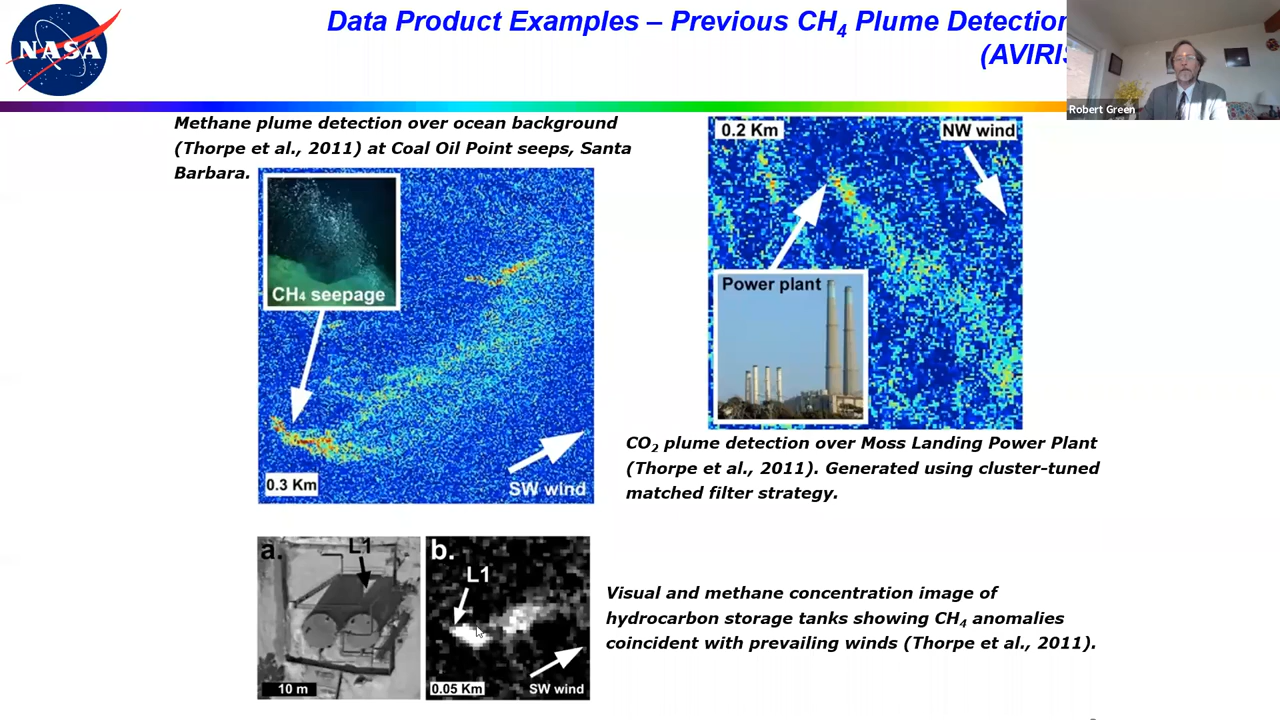 NASA
Data Product Examples – Previous CH4 Plume Detection
(AVIRIS
Robert Green
Methane plume detection over ocean background
(Thorpe et al., 2011) at Coal Oil Point seeps, Santa
Barbara.
CH4 seepage
0.3 Km
SW wind
0.2 Km
NW wind
Power plant
CO2 plume detection over Moss Landing Power Plant
(Thorpe et al., 2011). Generated using cluster-tuned
matched filter strategy.
a.
L1
10 m
b.
L1
0.05 Km
SW wind
Visual and methane concentration image of
hydrocarbon storage tanks showing CH4 anomalies
coincident with prevailing winds (Thorpe et al., 2011).